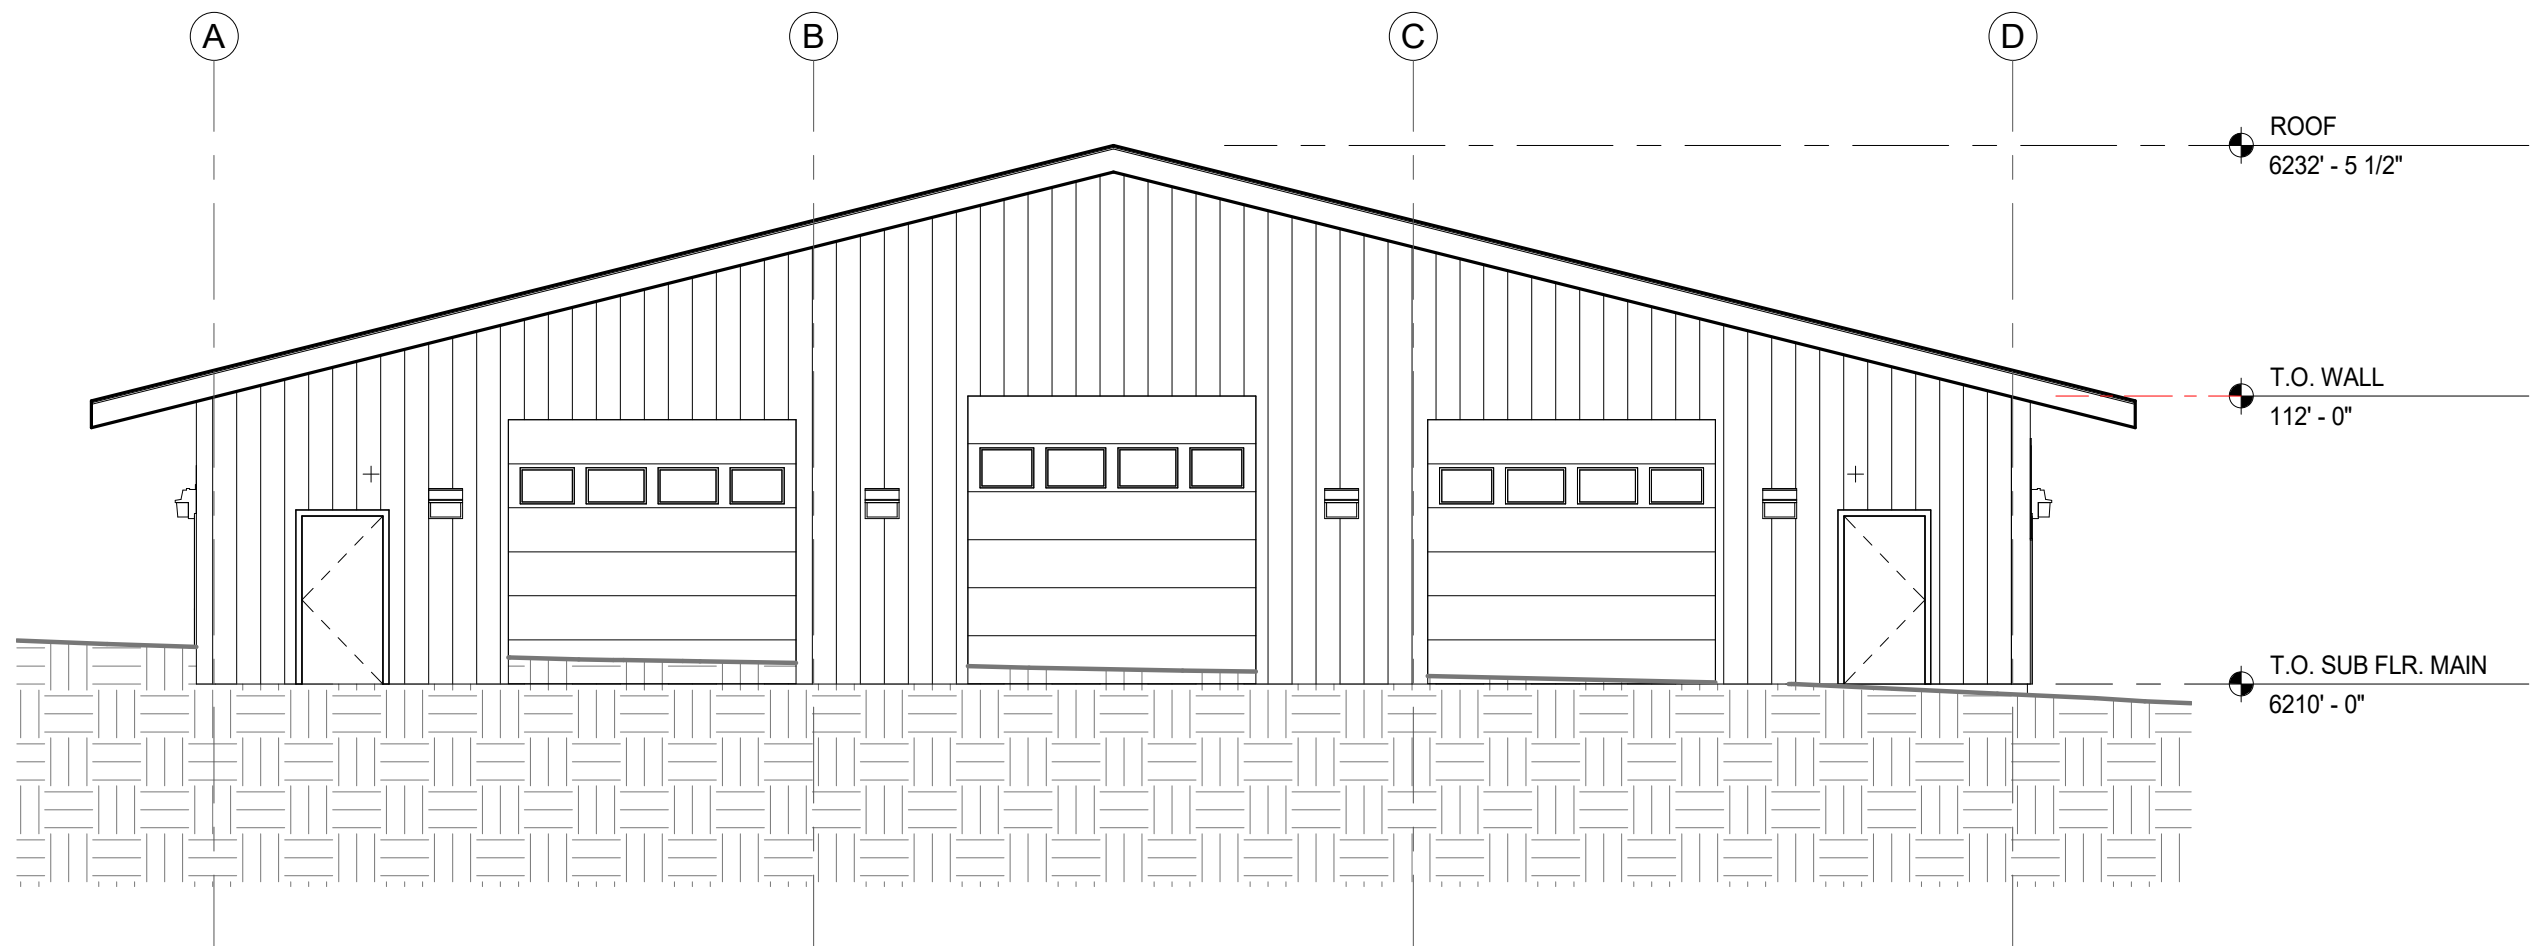 A B C D
ROOF
6232' - 5 1/2"
T.O. WALL
112' - 0"
T.O. SUB FLR. MAIN
6210' - 0"